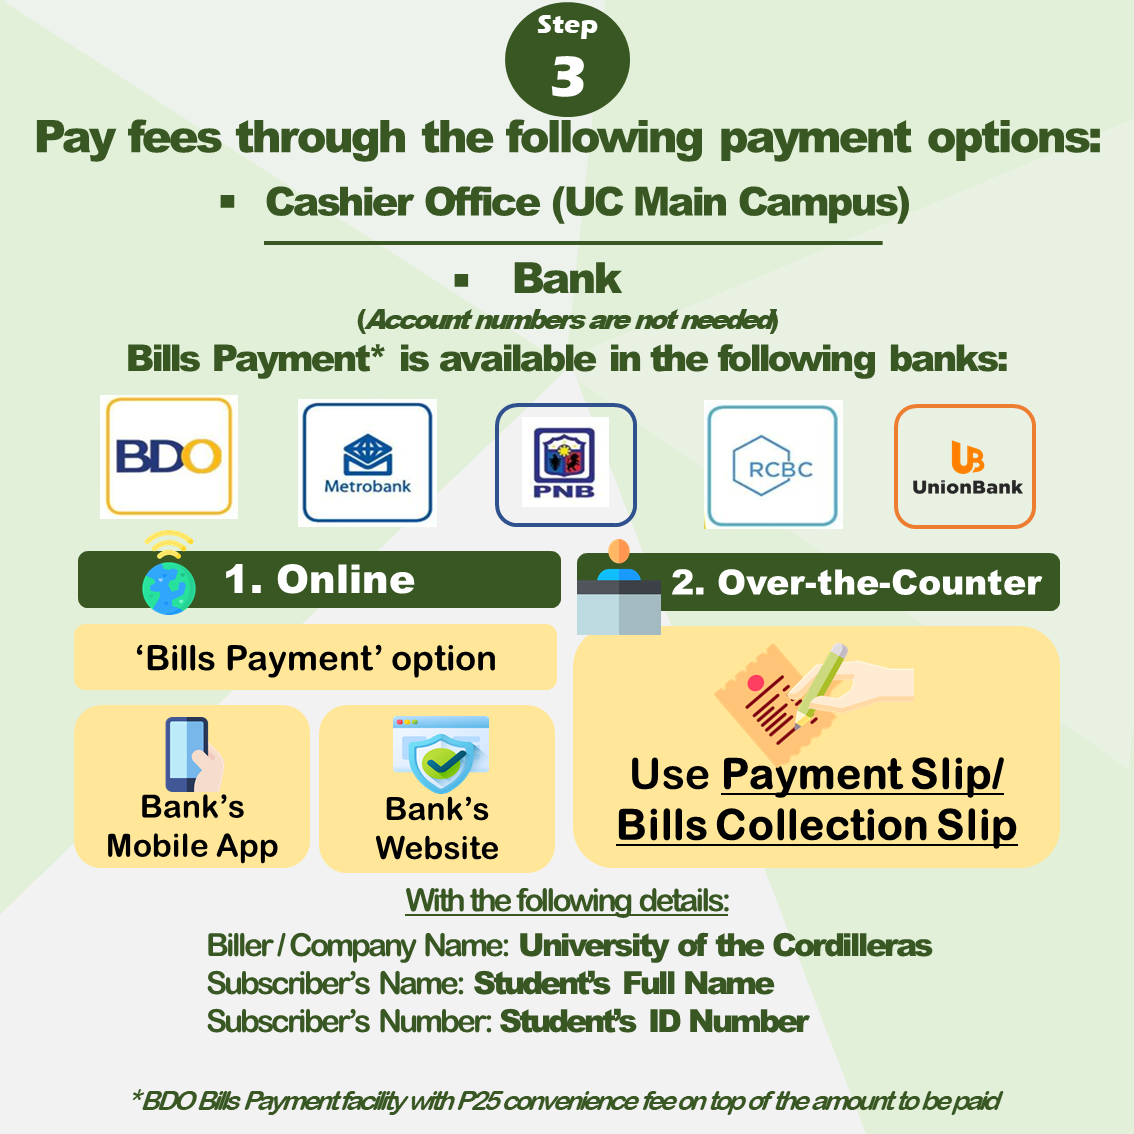 Step
3
Pay fees through the following payment options:
▪ Cashier Office (UC Main Campus)
▪ Bank
(Account numbers are not needed)
Bills Payment* is available in the following banks:
BDO
Metrobank
PNB
RCBC
UB
UnionBank
1. Online
2. Over-the-Counter
‘Bills Payment’ option
Bank’s
Mobile App
Bank’s
Website
Use Payment Slip/
Bills Collection Slip
With the following details:
Biller / Company Name: University of the Cordilleras
Subscriber’s Name: Student’s Full Name
Subscriber’s Number: Student’s ID Number
*BDO Bills Payment facility with P25 convenience fee on top of the amount to be paid